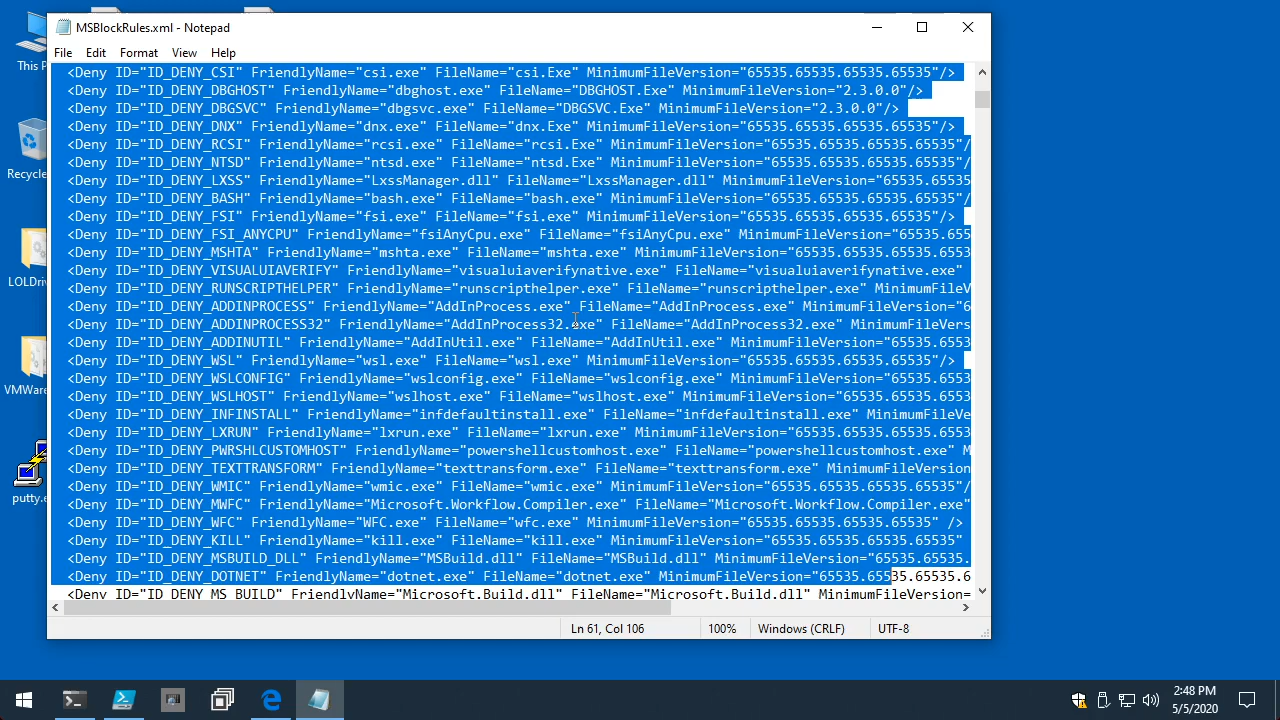 MSBlockRules.xml - Notepad
File Edit Format View Help
<Deny ID="ID_DENY_CSI" FriendlyName="csi.exe" FileName="csi.Exe" MinimumFileVersion="65535.65535.65535.65535"/>
<Deny ID="ID_DENY_DBGHOST" FriendlyName="dbghost.exe" FileName="DBGHOST.Exe" MinimumFileVersion="2.3.0.0"/>
<Deny ID="ID_DENY_DBGSVC" FriendlyName="dbgsvc.exe" FileName="DBGSVC.Exe" MinimumFileVersion="2.3.0.0"/>
<Deny ID="ID_DENY_DNX" FriendlyName="dnx.exe" FileName="dnx.Exe" MinimumFileVersion="65535.65535.65535.65535"/>
<Deny ID="ID_DENY_RCSI" FriendlyName="rcsi.exe" FileName="rcsi.Exe" MinimumFileVersion="65535.65535.65535.65535"/
<Deny ID="ID_DENY_NTSD" FriendlyName="ntsd.exe" FileName="ntsd.Exe" MinimumFileVersion="65535.65535.65535.65535"/
<Deny ID="ID_DENY_LXSS" FriendlyName="LxssManager.dll" FileName="LxssManager.dll" MinimumFileVersion="65535.65535
<Deny ID="ID_DENY_BASH" FriendlyName="bash.exe" FileName="bash.exe" MinimumFileVersion="65535.65535.65535.65535"/
<Deny ID="ID_DENY_FSI" FriendlyName="fsi.exe" FileName="fsi.exe" MinimumFileVersion="65535.65535.65535.65535"/>
<Deny ID="ID_DENY_FSI_ANYCPU" FriendlyName="fsiAnyCpu.exe" FileName="fsiAnyCpu.exe" MinimumFileVersion="65535.655
<Deny ID="ID_DENY_MSHTA" FriendlyName="mshta.exe" FileName="mshta.exe" MinimumFileVersion="65535.65535.65535.6553
<Deny ID="ID_DENY_VISUALUIAVERIFY" FriendlyName="visualuiaverifynative.exe" FileName="visualuiaverifynative.exe"
<Deny ID="ID_DENY_RUNSCRIPTHELPER" FriendlyName="runscripthelper.exe" FileName="runscripthelper.exe" MinimumFileV
<Deny ID="ID_DENY_ADDINPROCESS" FriendlyName="AddInProcess.exe" FileName="AddInProcess.exe" MinimumFileVersion="6
<Deny ID="ID_DENY_ADDINPROCESS32" FriendlyName="AddInProcess32.exe" FileName="AddInProcess32.exe" MinimumFileVers
<Deny ID="ID_DENY_ADDINUTIL" FriendlyName="AddInUtil.exe" FileName="AddInUtil.exe" MinimumFileVersion="65535.6553
<Deny ID="ID_DENY_WSL" FriendlyName="wsl.exe" FileName="wsl.exe" MinimumFileVersion="65535.65535.65535.65535"/>
<Deny ID="ID_DENY_WSLCONFIG" FriendlyName="wslconfig.exe" FileName="wslconfig.exe" MinimumFileVersion="65535.6553
<Deny ID="ID_DENY_WSLHOST" FriendlyName="wslhost.exe" FileName="wslhost.exe" MinimumFileVersion="65535.65535.6553
<Deny ID="ID_DENY_INFINSTALL" FriendlyName="infdefaultinstall.exe" FileName="infdefaultinstall.exe" MinimumFileVe
<Deny ID="ID_DENY_LXRUN" FriendlyName="lxrun.exe" FileName="lxrun.exe" MinimumFileVersion="65535.65535.65535.6553
<Deny ID="ID_DENY_PWRSHLCUSTOMHOST" FriendlyName="powershellcustomhost.exe" FileName="powershellcustomhost.exe" M
<Deny ID="ID_DENY_TEXTTRANSFORM" FriendlyName="texttransform.exe" FileName="texttransform.exe" MinimumFileVersion
<Deny ID="ID_DENY_WMIC" FriendlyName="wmic.exe" FileName="wmic.exe" MinimumFileVersion="65535.65535.65535.65535"/
<Deny ID="ID_DENY_MWFC" FriendlyName="Microsoft.Workflow.Compiler.exe" FileName="Microsoft.Workflow.Compiler.exe"
<Deny ID="ID_DENY_WFC" FriendlyName="WFC.exe" FileName="wfc.exe" MinimumFileVersion="65535.65535.65535.65535" />
<Deny ID="ID_DENY_KILL" FriendlyName="kill.exe" FileName="kill.exe" MinimumFileVersion="65535.65535.65535.65535"
<Deny ID="ID_DENY_MSBUILD_DLL" FriendlyName="MSBuild.dll" FileName="MSBuild.dll" MinimumFileVersion="65535.65535.
<Deny ID="ID_DENY_DOTNET" FriendlyName="dotnet.exe" FileName="dotnet.exe" MinimumFileVersion="65535.65535.65535.6
<Deny ID="ID_DENY_MS_BUILD" FriendlyName="Microsoft.Build.dll" FileName="Microsoft.Build.dll" MinimumFileVersion=
Ln 61, Col 106 100% Windows (CRLF) UTF-8
This P
Recycle
LOLDri
VMWar
putty.e
2:48 PM
5/5/2020